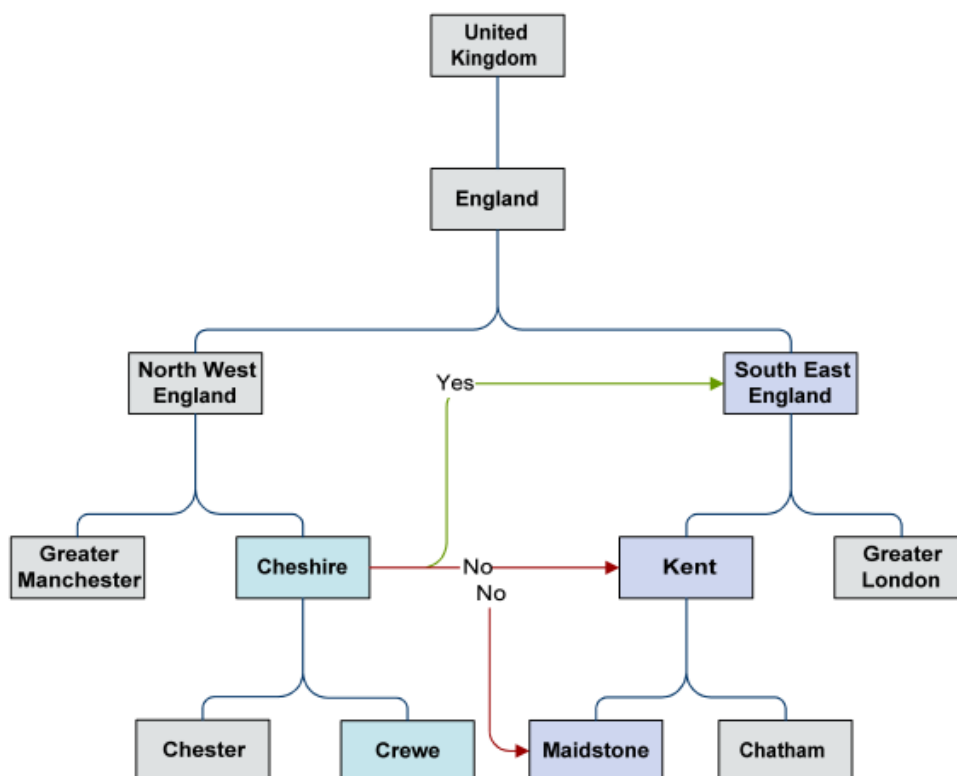 United
Kingdom
England
North West
England
Yes
South East
England
Greater
Manchester
Cheshire
No
Kent
Greater
London
No
Chester
Crewe
Maidstone
Chatham